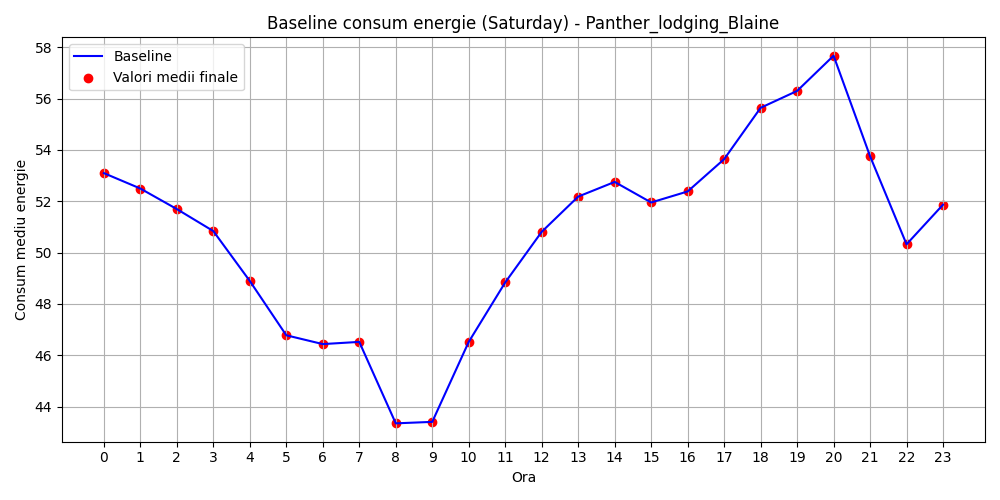 Baseline consum energie (Saturday) - Panther_lodging_Blaine
Baseline
Valori medii finale
58
56
54
52
50
48
46
44
Consum mediu energie
0 1 2 3 4 5 6 7 8 9 10 11 12 13 14 15 16 17 18 19 20 21 22 23
Ora